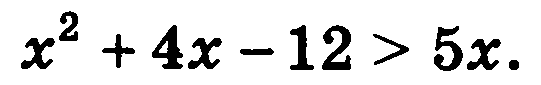 x² + 4x − 12 > 5x.